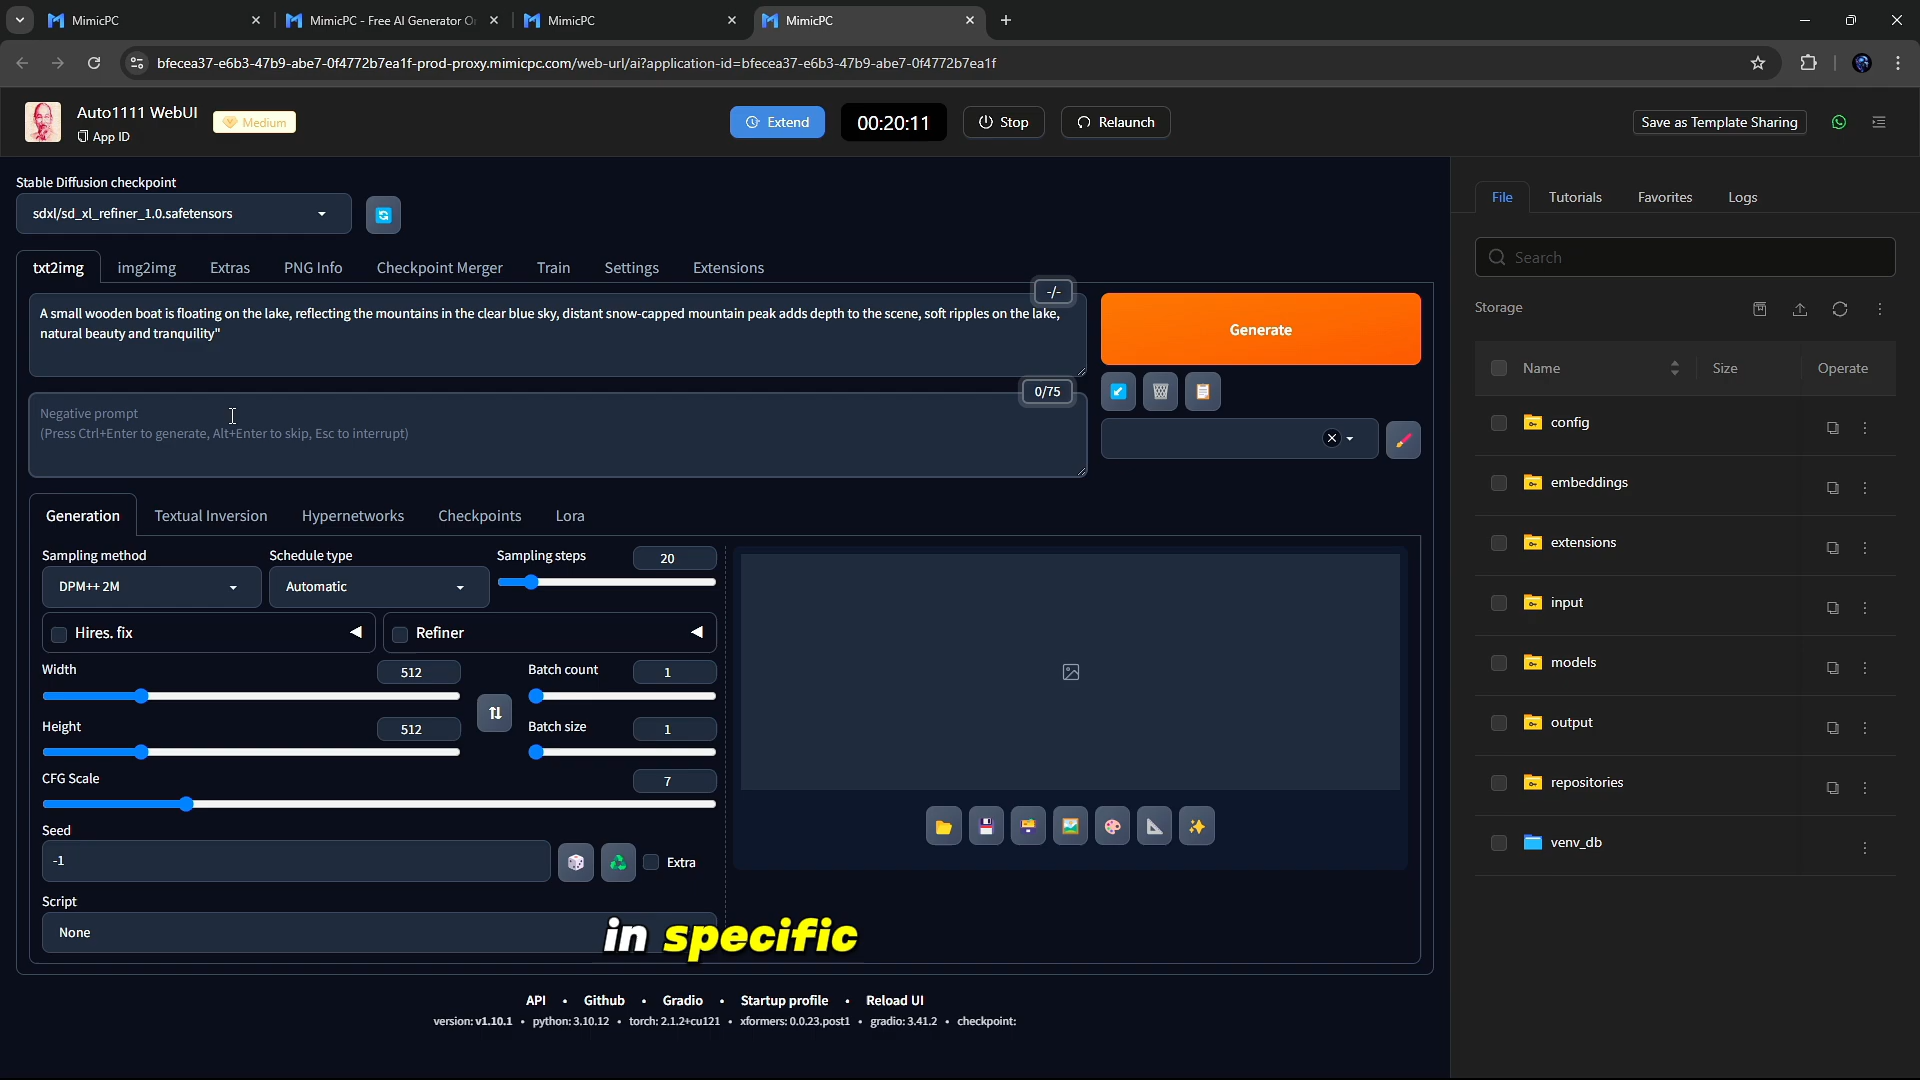 MimicPC
MimicPC - Free AI Generator O
MimicPC
MimicPC
bfecea37-e6b3-47b9-abe7-0f4772b7ea1f-prod-proxy.mimicpc.com/web-url/ai?application-id=bfecea37-e6b3-47b9-abe7-0f4772b7ea1f
Auto1111 WebUI
App ID
Medium
Extend
00:20:11
Stop
Relaunch
Save as Template Sharing
Stable Diffusion checkpoint
sdxl/sd_xl_refiner_1.0.safetensors
txt2img
img2img
Extras
PNG Info
Checkpoint Merger
Train
Settings
Extensions
-/-
A small wooden boat is floating on the lake, reflecting the mountains in the clear blue sky, distant snow-capped mountain peak adds depth to the scene, soft ripples on the lake,
natural beauty and tranquility"
Generate
0/75
Negative prompt
(Press Ctrl+Enter to generate, Alt+Enter to skip, Esc to interrupt)
Generation
Textual Inversion
Hypernetworks
Checkpoints
Lora
Sampling method
DPM++ 2M
Schedule type
Automatic
Sampling steps
20
Hires. fix
Refiner
Width
512
Batch count
1
Height
512
Batch size
1
CFG Scale
7
Seed
-1
Extra
Script
None
in specific
API • Github • Gradio • Startup profile • Reload UI
version: v1.10.1 • python: 3.10.12 • torch: 2.1.2+cu121 • xformers: 0.0.23.post1 • gradio: 3.41.2 • checkpoint:
File
Tutorials
Favorites
Logs
Search
Storage
Name
Size
Operate
config
embeddings
extensions
input
models
output
repositories
venv_db